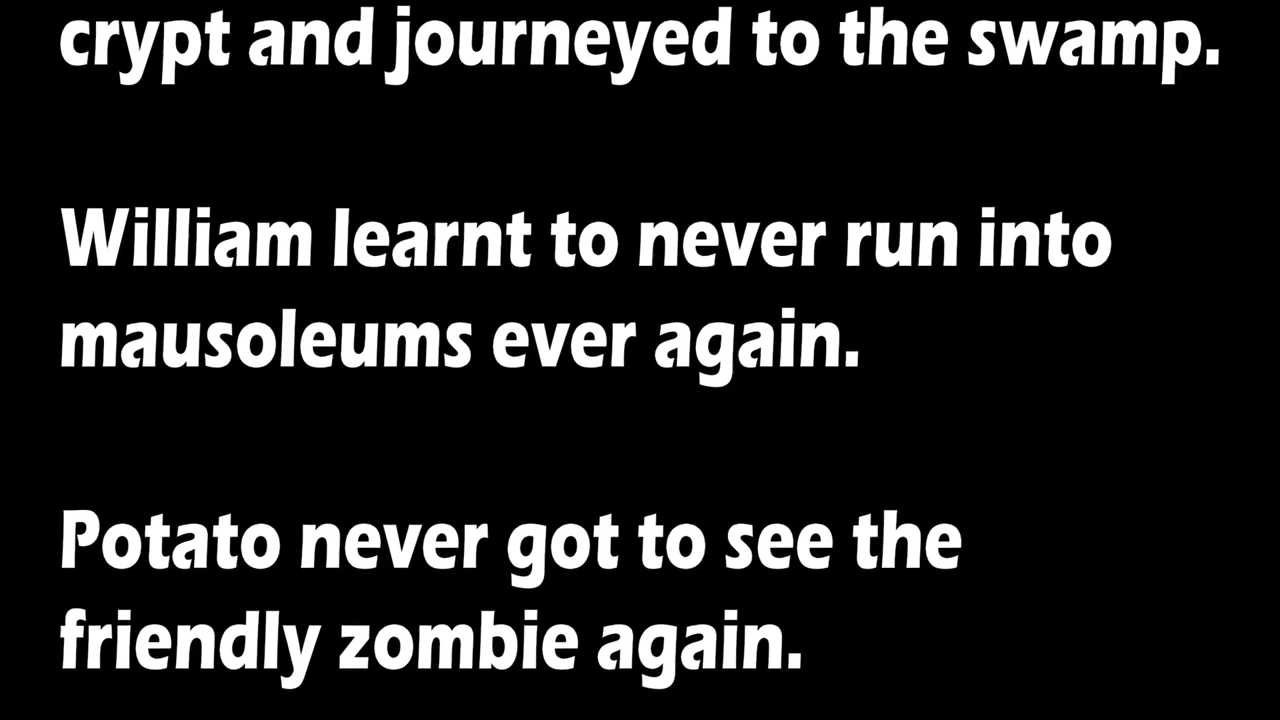 crypt and journeyed to the swamp.
William learnt to never run into
mausoleums ever again.
Potato never got to see the
friendly zombie again.